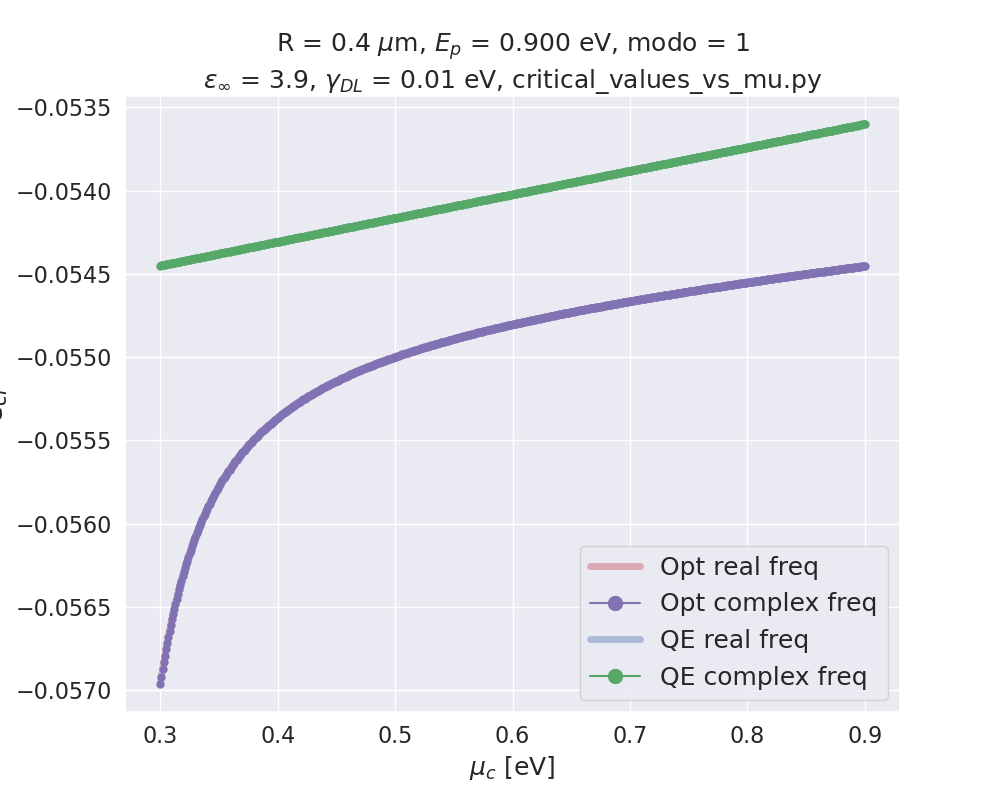 R = 0.4 μm, E_p = 0.900 eV, modo = 1
ε_∞ = 3.9, γ_DL = 0.01 eV, critical_values_vs_mu.py
−0.0535
−0.0540
−0.0545
−0.0550
−0.0555
−0.0560
−0.0565
−0.0570
Opt real freq
Opt complex freq
QE real freq
QE complex freq
0.3 0.4 0.5 0.6 0.7 0.8 0.9
μ_c [eV]